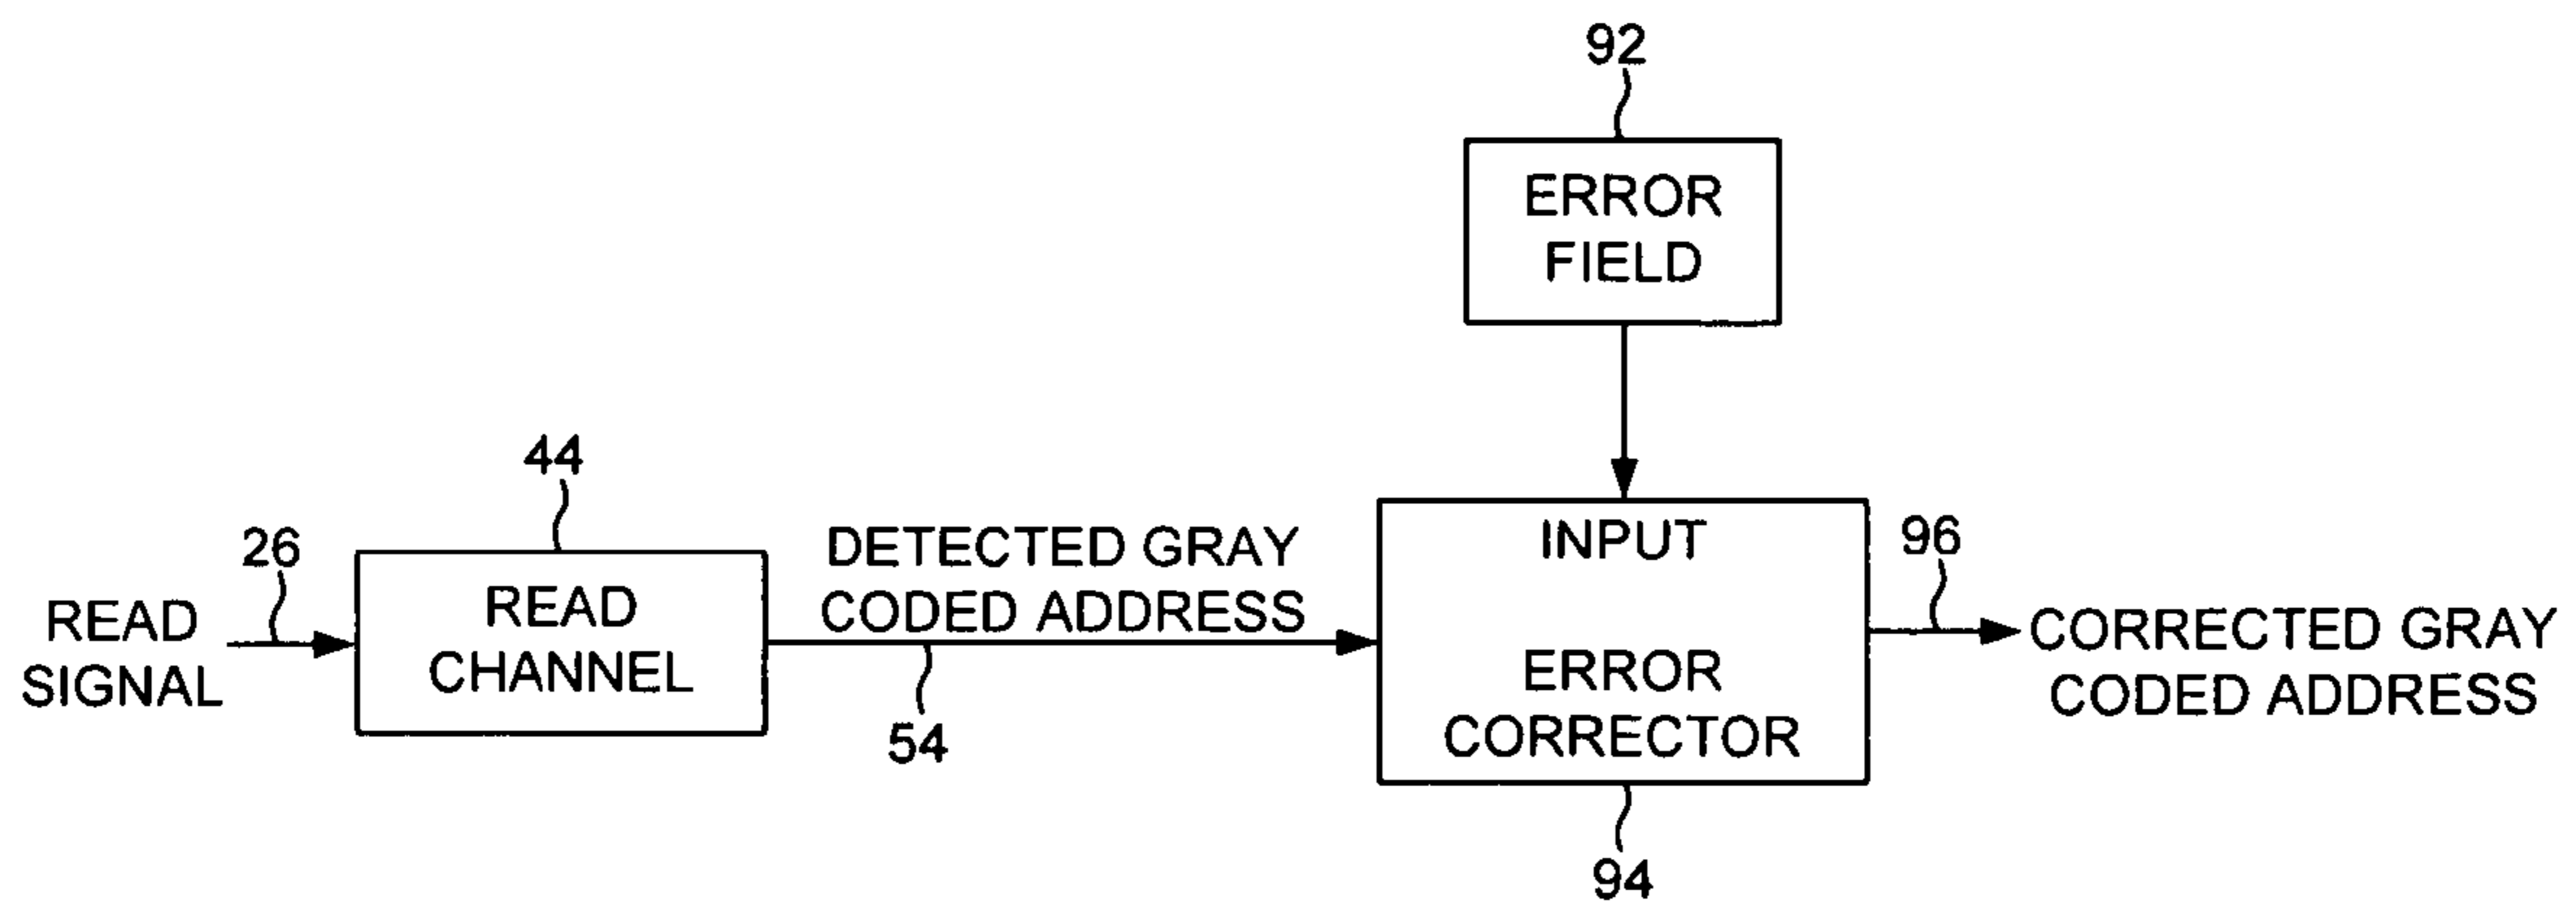 92
ERROR
FIELD
44
26
READ
SIGNAL
READ
CHANNEL
DETECTED GRAY
CODED ADDRESS
54
INPUT
ERROR
CORRECTOR
94
96
CORRECTED GRAY
CODED ADDRESS